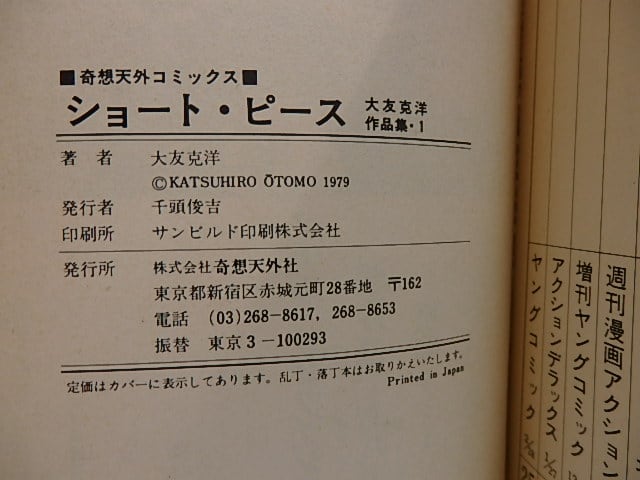 ■奇想天外コミックス■
ショート・ピース 大友克洋
作品集・1
著者 大友克洋
©KATSUHIRO ŌTOMO 1979
発行者 千頭俊吉
印刷所 サンビルド印刷株式会社
発行所 株式会社奇想天外社
東京都新宿区赤城元町28番地 〒162
電話 (03)268-8617, 268-8653
振替 東京3-100293
定価はカバーに表示してあります。乱丁・落丁本はお取りかえいたします。
Printed in Japan
週刊漫画アクション
増刊ヤングコミック
アクションデラックス
ヤングコミック